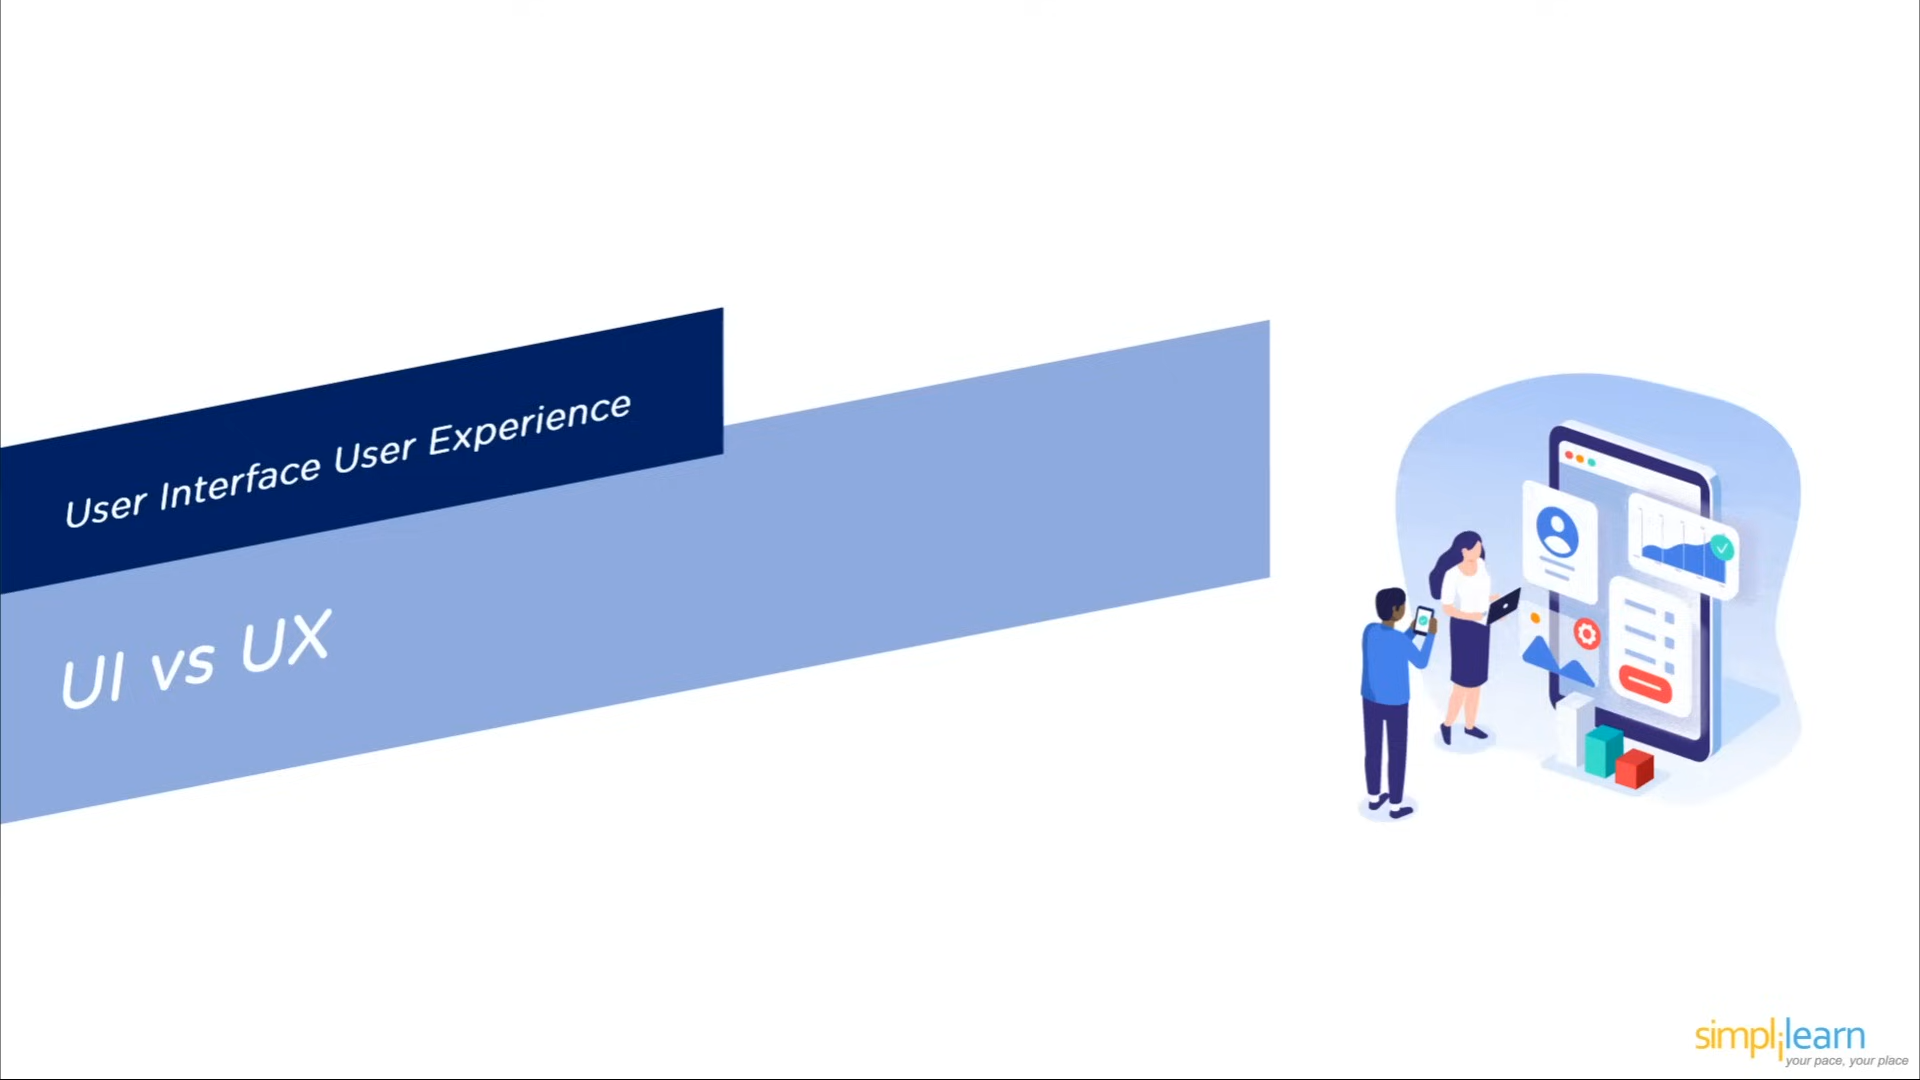 User Interface User Experience
UI vs UX
simplilearn
your pace, your place